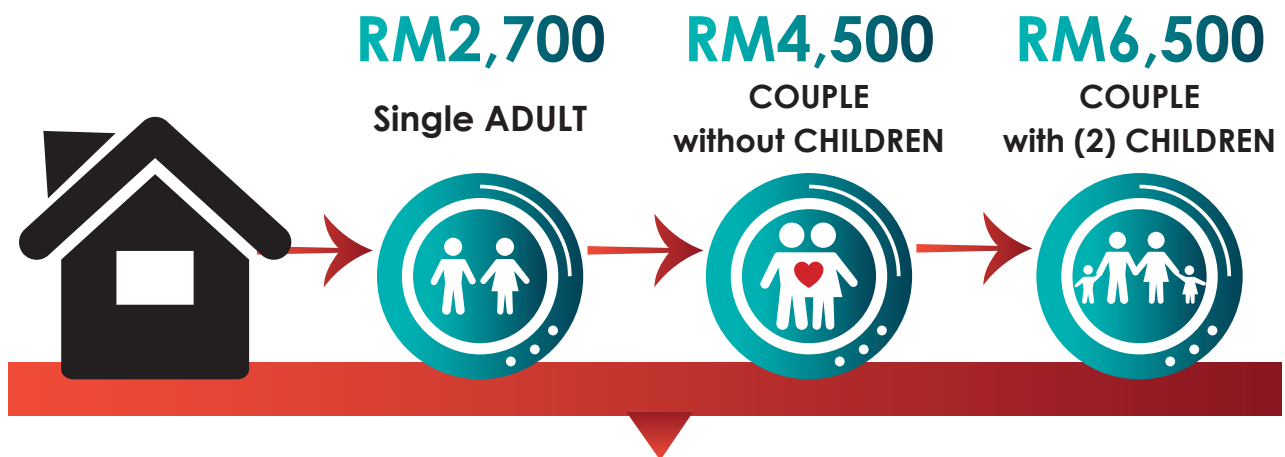 RM2,700
Single ADULT
RM4,500
COUPLE
without CHILDREN
RM6,500
COUPLE
with (2) CHILDREN